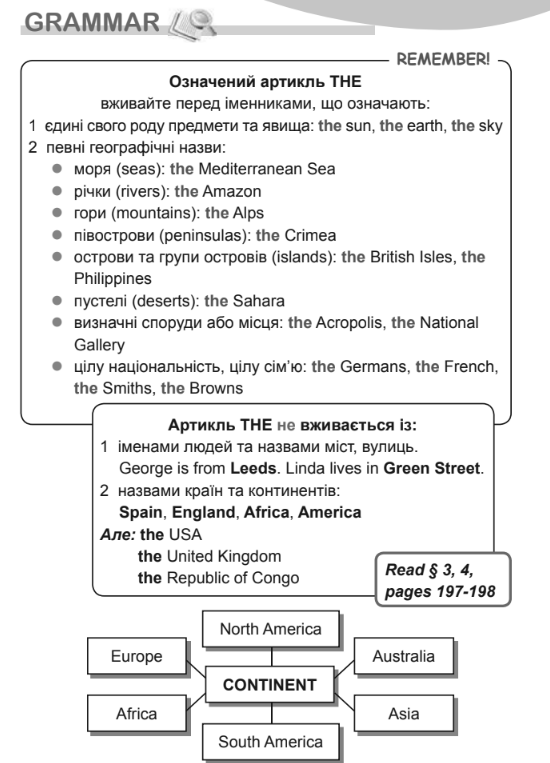 GRAMMAR
REMEMBER!
Означений артикль THE
вживайте перед іменниками, що означають:
1 єдині свого роду предмети та явища: the sun, the earth, the sky
2 певні географічні назви:
● моря (seas): the Mediterranean Sea
● річки (rivers): the Amazon
● гори (mountains): the Alps
● півострови (peninsulas): the Crimea
● острови та групи островів (islands): the British Isles, the
Philippines
● пустелі (deserts): the Sahara
● визначні споруди або місця: the Acropolis, the National
Gallery
● цілу національність, цілу сім’ю: the Germans, the French,
the Smiths, the Browns
Артикль THE не вживається із:
1 іменами людей та назвами міст, вулиць.
George is from Leeds. Linda lives in Green Street.
2 назвами країн та континентів:
Spain, England, Africa, America
Але: the USA
the United Kingdom
the Republic of Congo
Read § 3, 4,
pages 197-198
North America
Europe
Australia
CONTINENT
Africa
Asia
South America